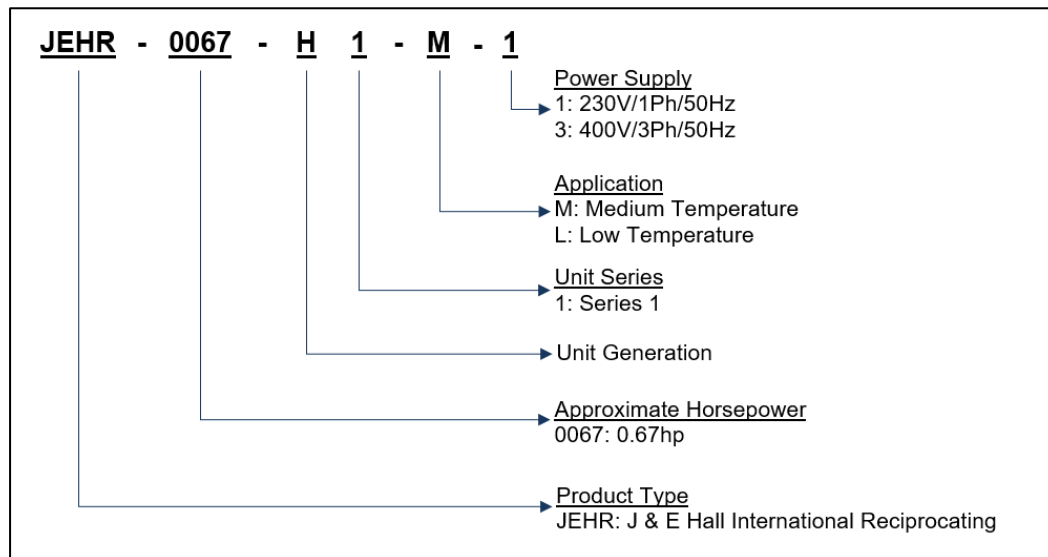 JEHR - 0067 - H 1 - M - 1
Power Supply
1: 230V/1Ph/50Hz
3: 400V/3Ph/50Hz
Application
M: Medium Temperature
L: Low Temperature
Unit Series
1: Series 1
Unit Generation
Approximate Horsepower
0067: 0.67hp
Product Type
JEHR: J & E Hall International Reciprocating